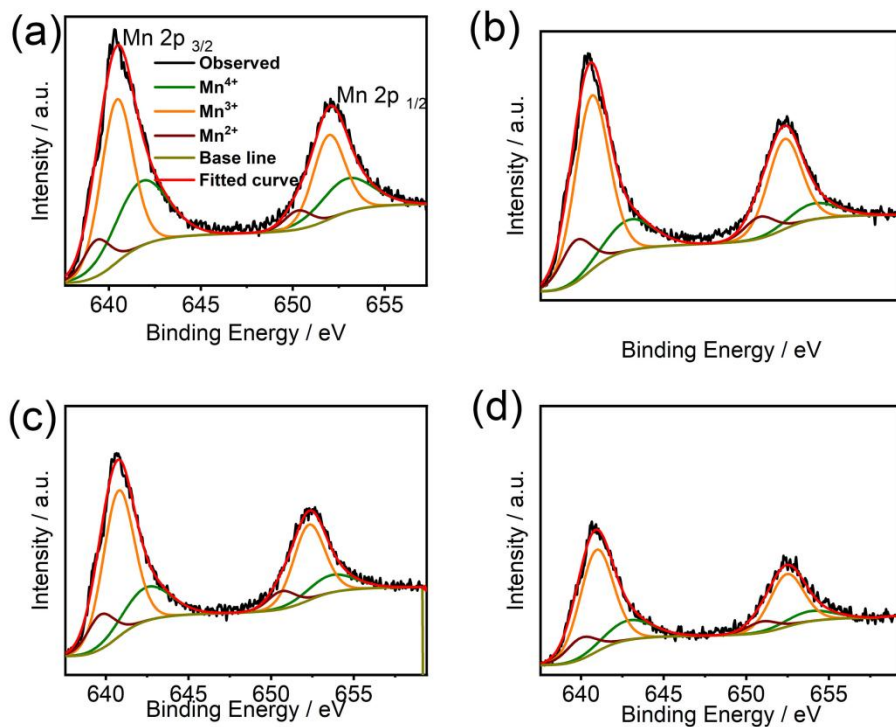 (a)
Mn 2p 3/2
Observed
Mn⁴⁺
Mn³⁺
Mn²⁺
Base line
Fitted curve
Mn 2p 1/2
Intensity / a.u.
640 645 650 655
Binding Energy / eV
(b)
Intensity / a.u.
Binding Energy / eV
(c)
Intensity / a.u.
640 645 650 655
Binding Energy / eV
(d)
Intensity / a.u.
640 645 650 655
Binding Energy / eV